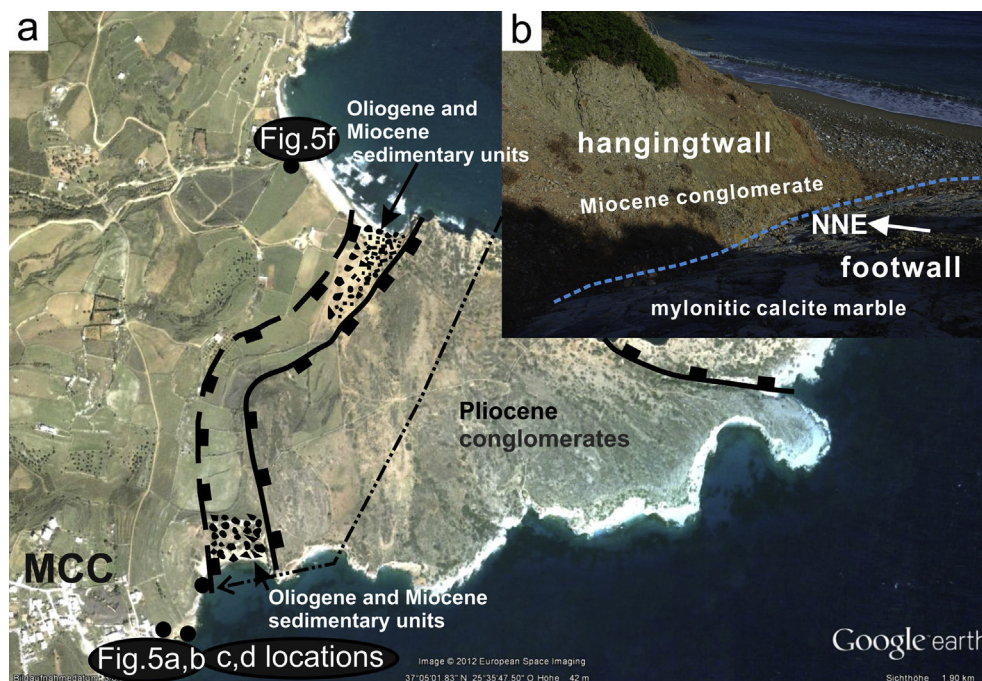 a
b
Oliogene and
Miocene
sedimentary units
Fig.5f
hangingtwall
Miocene conglomerate
NNE
footwall
mylonitic calcite marble
Pliocene
conglomerates
MCC
Oliogene and Miocene
sedimentary units
Fig.5a,b c,d locations
Google earth
Image © 2012 European Space Imaging
37°05'01.83" N 25°35'47.50" O Höhe 42 m
Sichthöhe 1.90 km